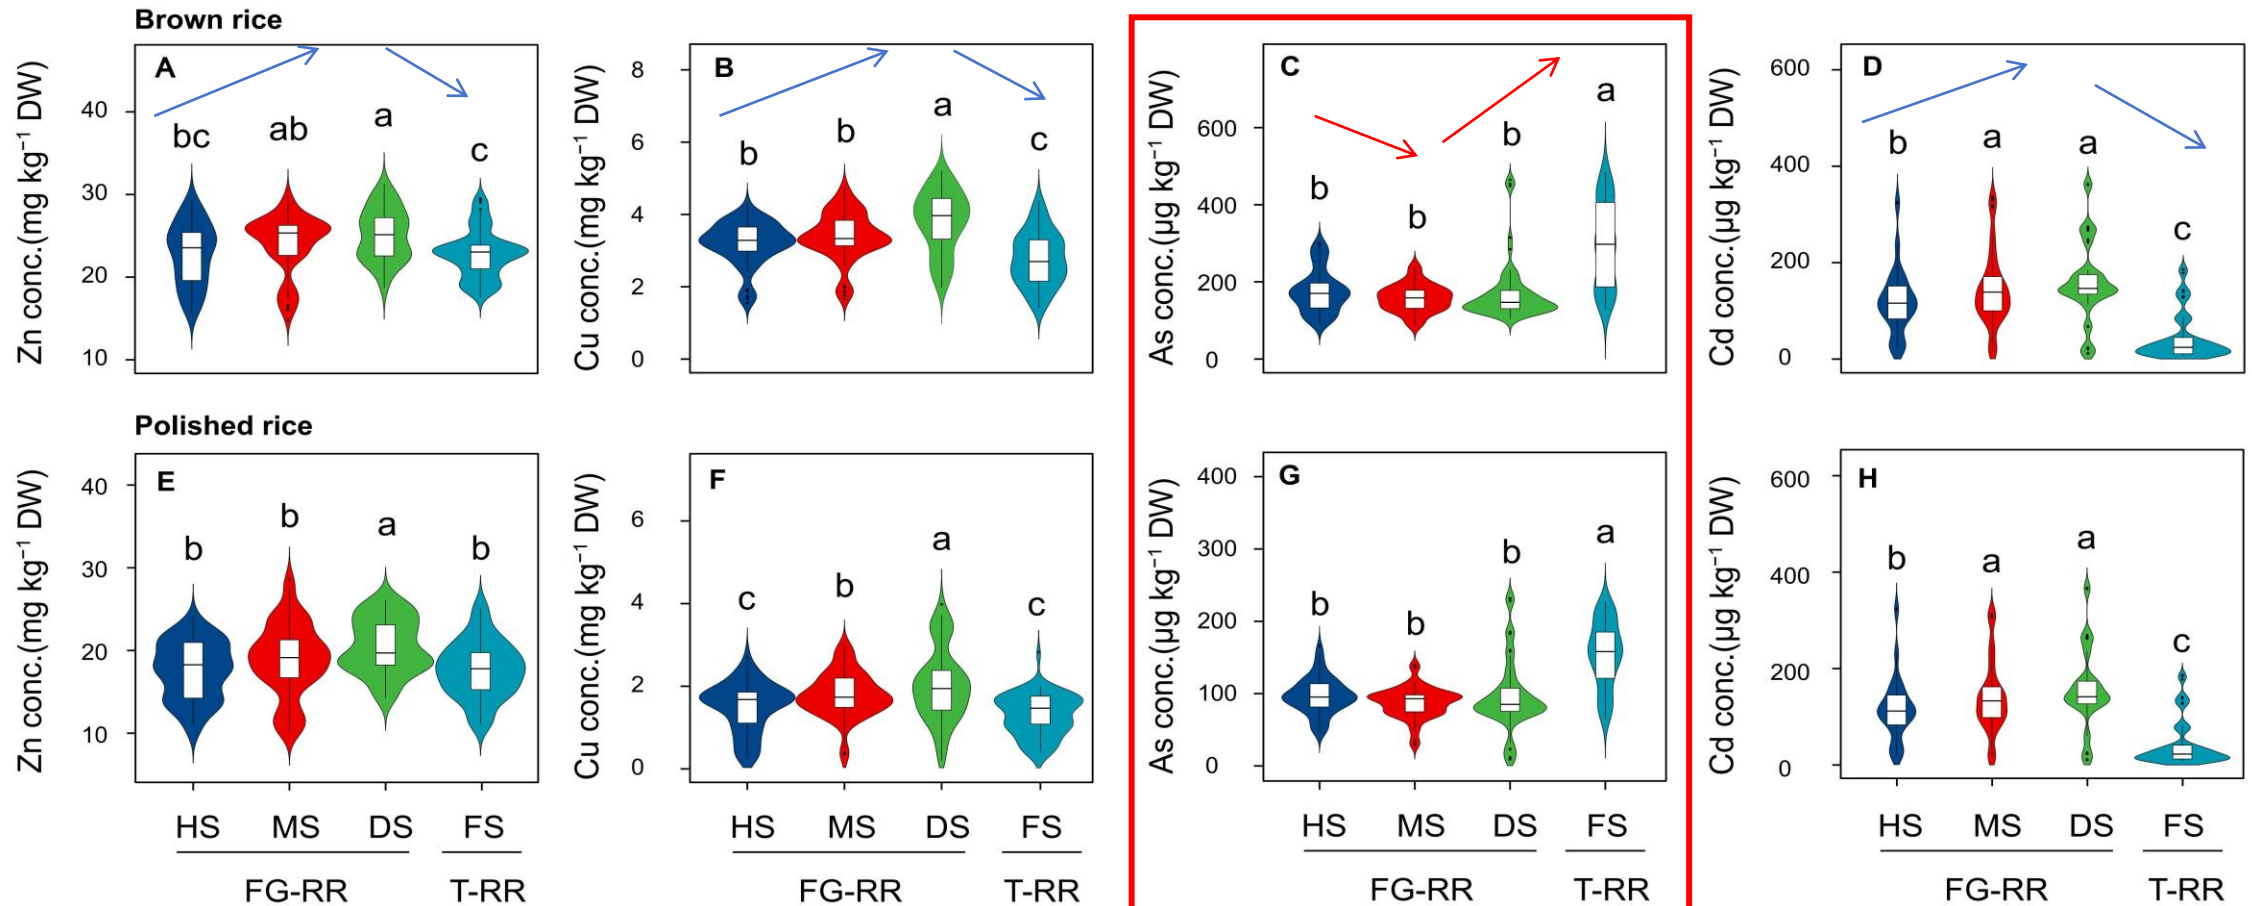 Brown rice
A
Zn conc.(mg kg⁻¹ DW)
40
30
20
10
bc ab a c
B
Cu conc.(mg kg⁻¹ DW)
8
6
4
2
0
b b a c
C
As conc.(µg kg⁻¹ DW)
600
400
200
0
b b b a
D
Cd conc.(µg kg⁻¹ DW)
600
400
200
0
b a a c
Polished rice
E
Zn conc.(mg kg⁻¹ DW)
40
30
20
10
b b a b
HS MS DS FS
FG-RR T-RR
F
Cu conc.(mg kg⁻¹ DW)
6
4
2
0
c b a c
HS MS DS FS
FG-RR T-RR
G
As conc.(µg kg⁻¹ DW)
400
300
200
100
0
b b b a
HS MS DS FS
FG-RR T-RR
H
Cd conc.(µg kg⁻¹ DW)
600
400
200
0
b a a c
HS MS DS FS
FG-RR T-RR